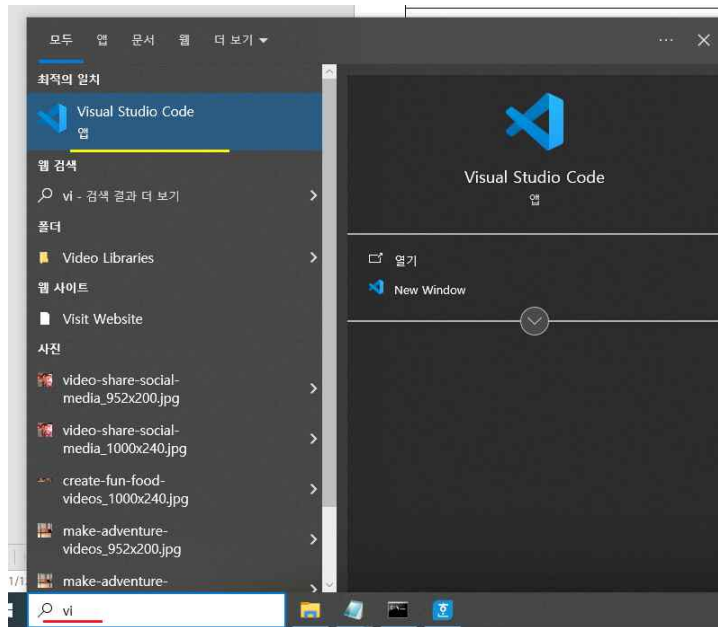 모두 앱 문서 웹 더 보기
최적의 일치
Visual Studio Code
앱
웹 검색
vi - 검색 결과 더 보기
폴더
Video Libraries
웹 사이트
Visit Website
사진
video-share-social-
media_952x200.jpg
video-share-social-
media_1000x240.jpg
create-fun-food-
videos_1000x240.jpg
make-adventure-
videos_952x200.jpg
make-adventure-
Visual Studio Code
앱
열기
New Window
vi